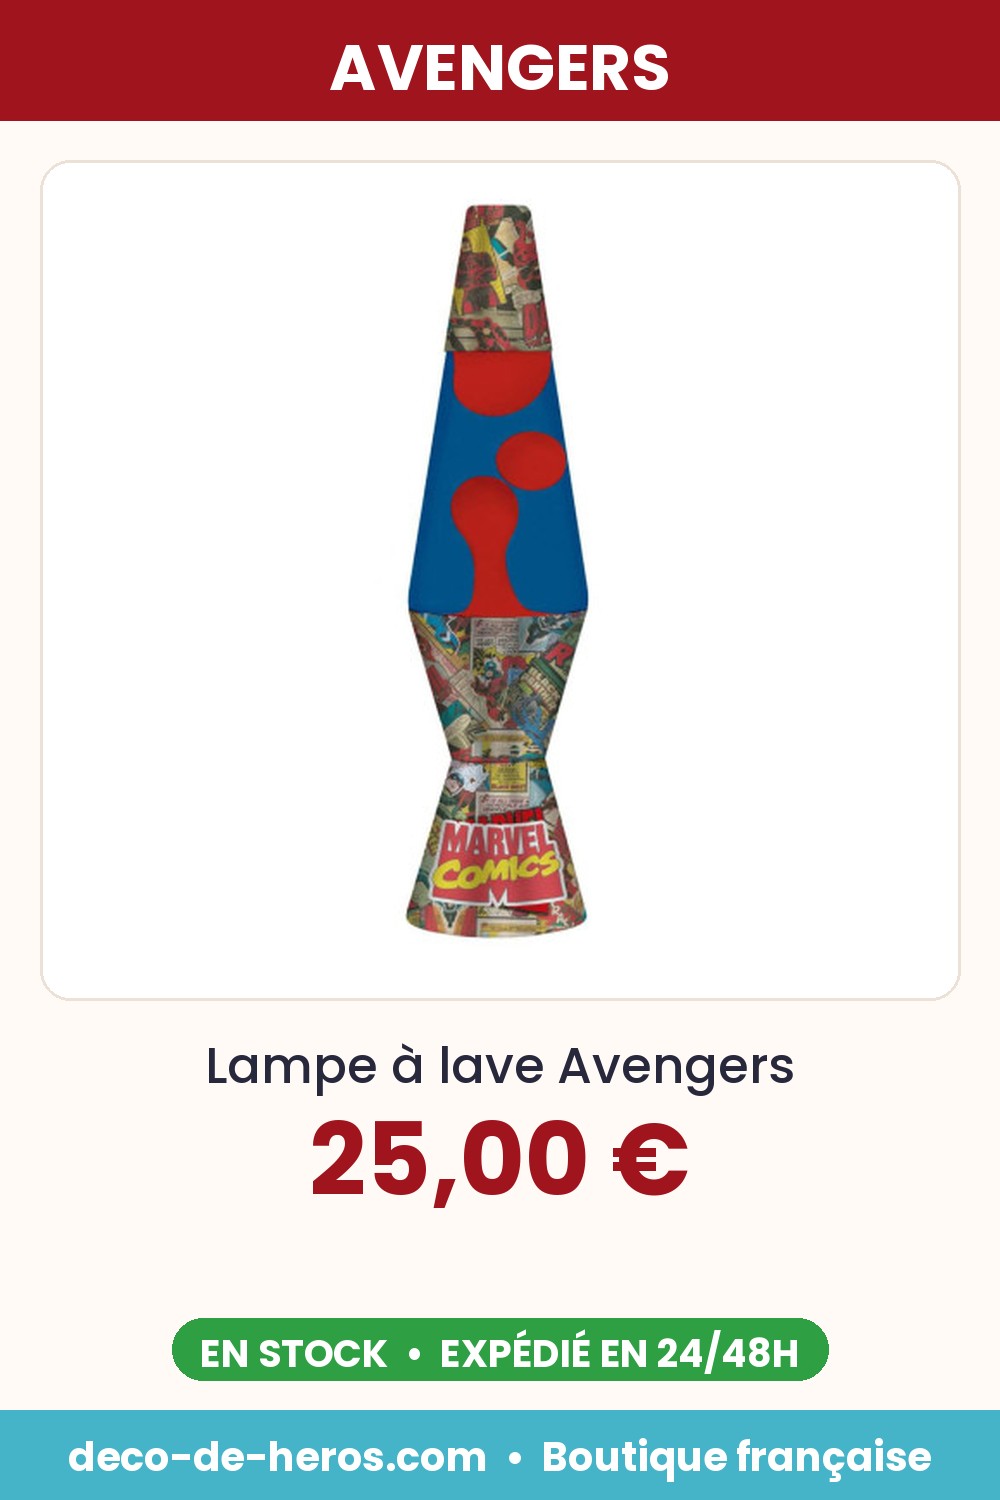 AVENGERS
MARVEL
COMICS
Lampe à lave Avengers
25,00 €
EN STOCK • EXPÉDIÉ EN 24/48H
deco-de-heros.com • Boutique française